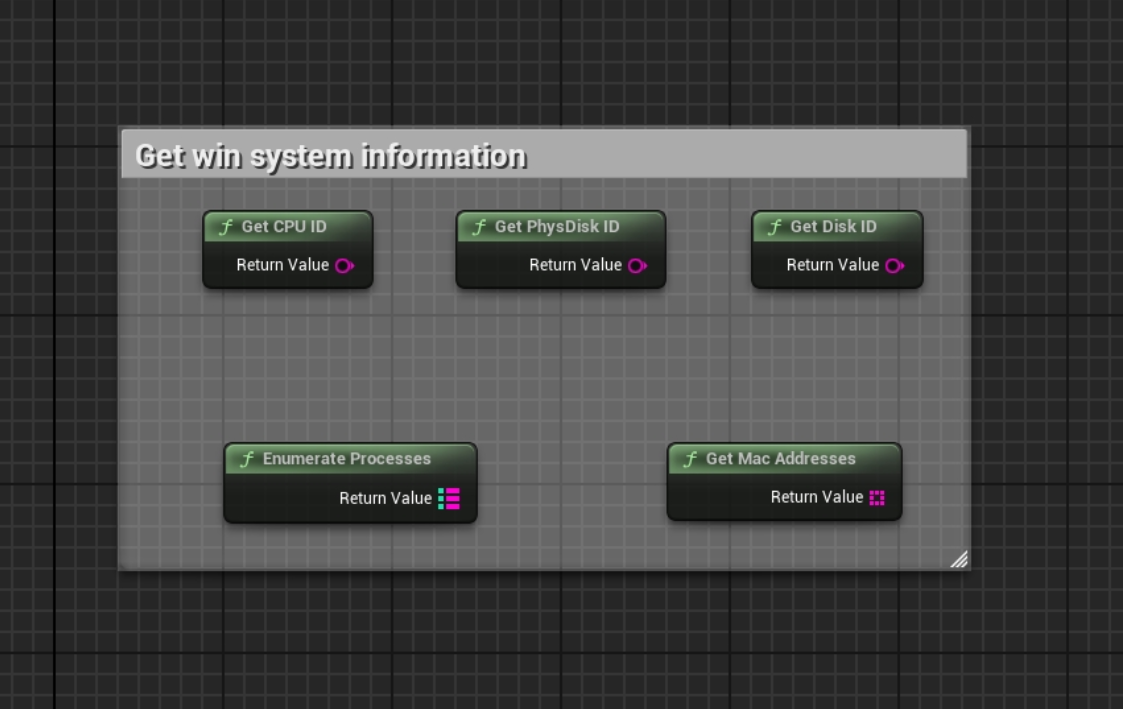 Get win system information
f Get CPU ID
Return Value
f Get PhysDisk ID
Return Value
f Get Disk ID
Return Value
f Enumerate Processes
Return Value
f Get Mac Addresses
Return Value